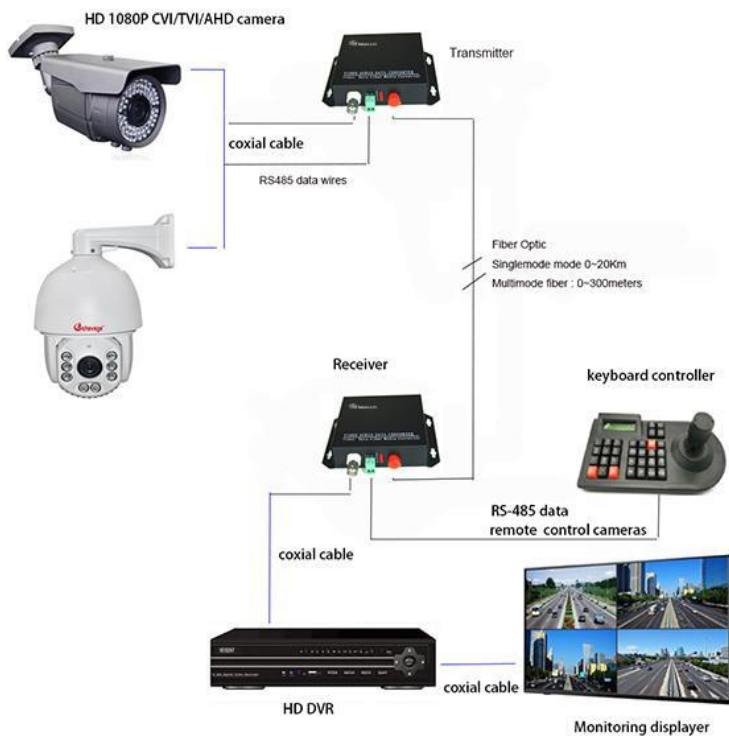 HD 1080P CVI/TVI/AHD camera
Transmitter
coxial cable
RS485 data wires
Fiber Optic
Singlemode mode 0~20Km
Multimode fiber : 0~300meters
Receiver
keyboard controller
RS-485 data
remote control cameras
coxial cable
HD DVR
coxial cable
Monitoring displayer